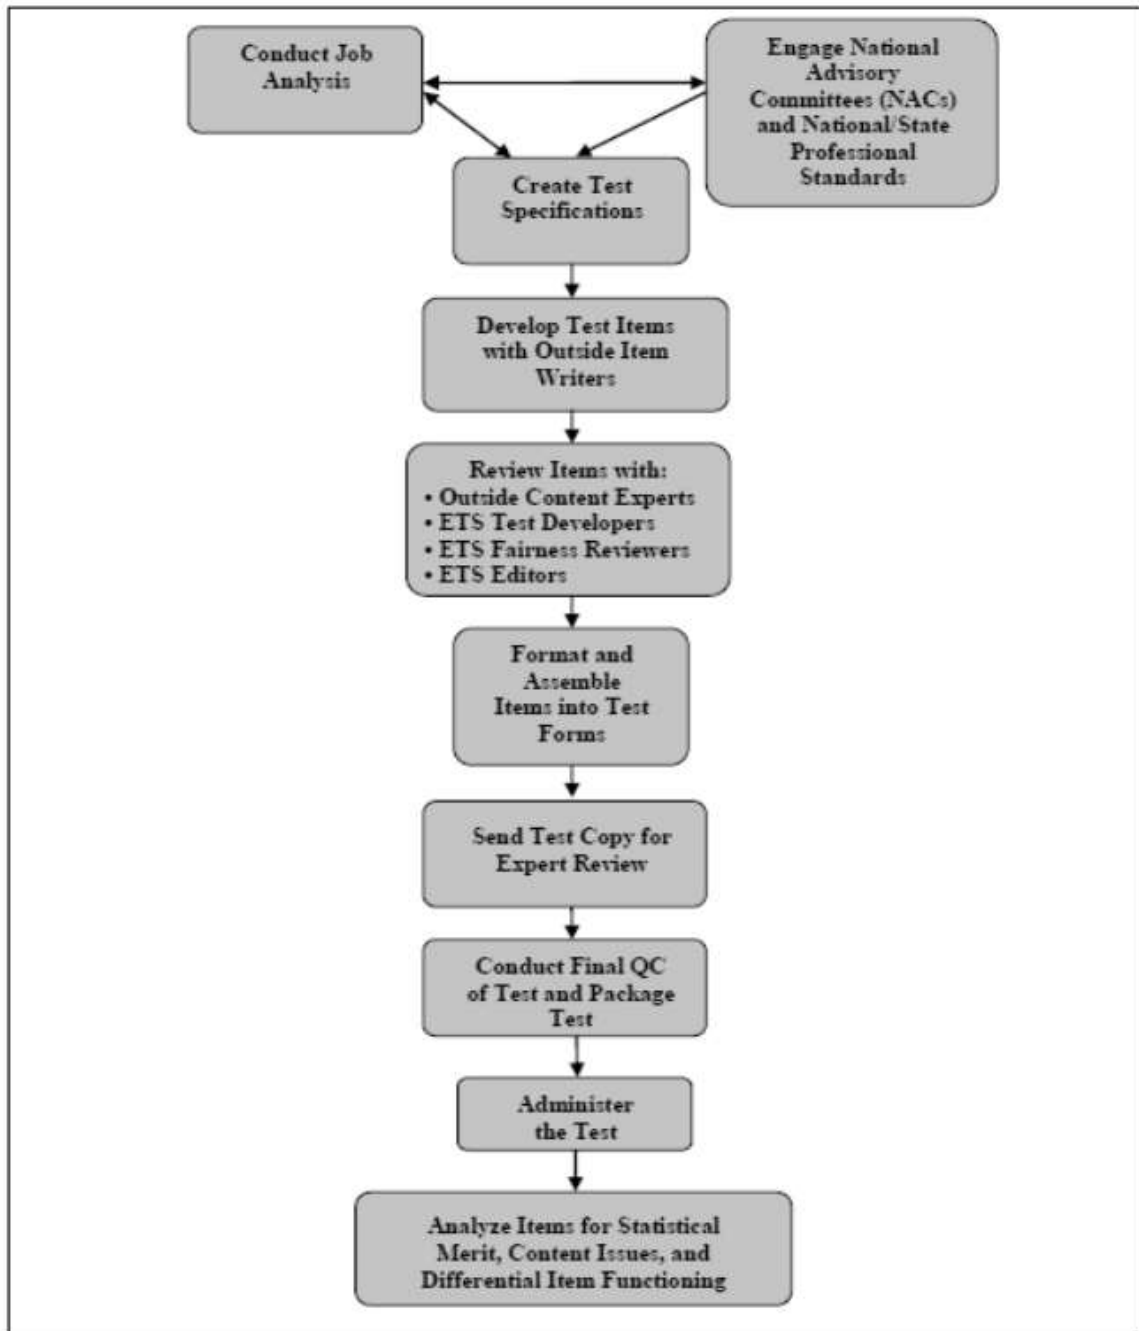 Conduct Job
Analysis
Engage National
Advisory
Committees (NACs)
and National/State
Professional
Standards
Create Test
Specifications
Develop Test Items
with Outside Item
Writers
Review Items with:
• Outside Content Experts
• ETS Test Developers
• ETS Fairness Reviewers
• ETS Editors
Format and
Assemble
Items into Test
Forms
Send Test Copy for
Expert Review
Conduct Final QC
of Test and Package
Test
Administer
the Test
Analyze Items for Statistical
Merit, Content Issues, and
Differential Item Functioning